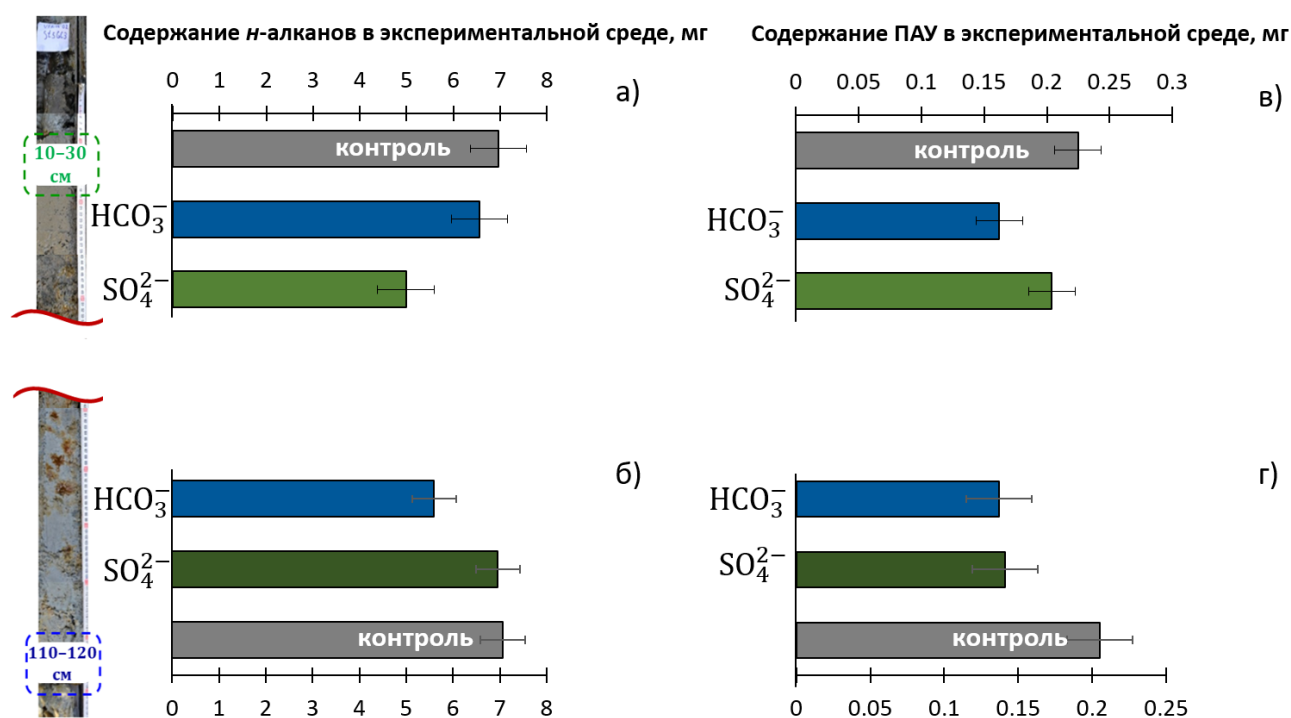 Содержание н-алканов в экспериментальной среде, мг
0 1 2 3 4 5 6 7 8
а)
10–30
см
контроль
HCO₃⁻
SO₄²⁻
Содержание ПАУ в экспериментальной среде, мг
0 0.05 0.1 0.15 0.2 0.25 0.3
в)
контроль
HCO₃⁻
SO₄²⁻
б)
HCO₃⁻
SO₄²⁻
контроль
110–120
см
0 1 2 3 4 5 6 7 8
г)
HCO₃⁻
SO₄²⁻
контроль
0 0.05 0.1 0.15 0.2 0.25